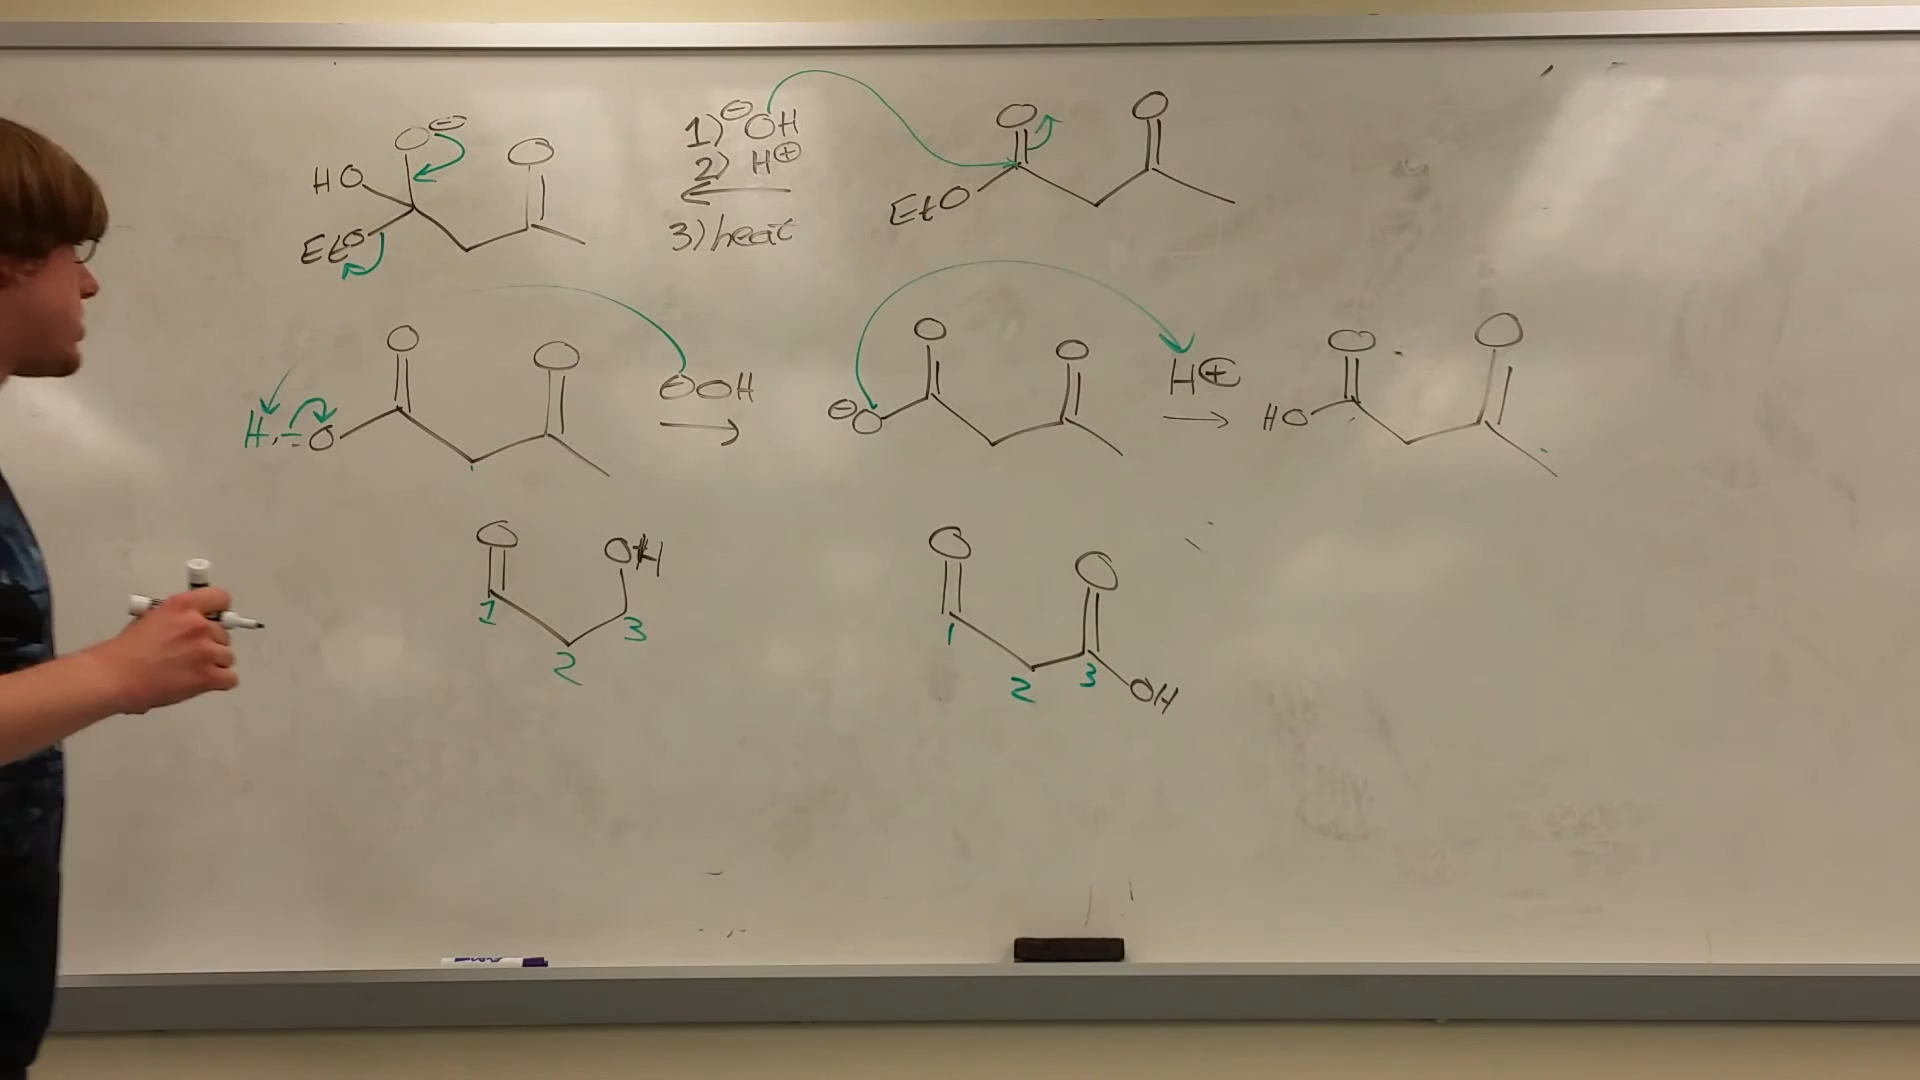 O⊖ O
HO
EtO
1) ⊖OH
2) H⊕
3) heat
O O
EtO
O O
H O
⊖OH
O O
⊖O
H⊕
O O
HO
O OH
1 2 3
O O
1 2 3 OH